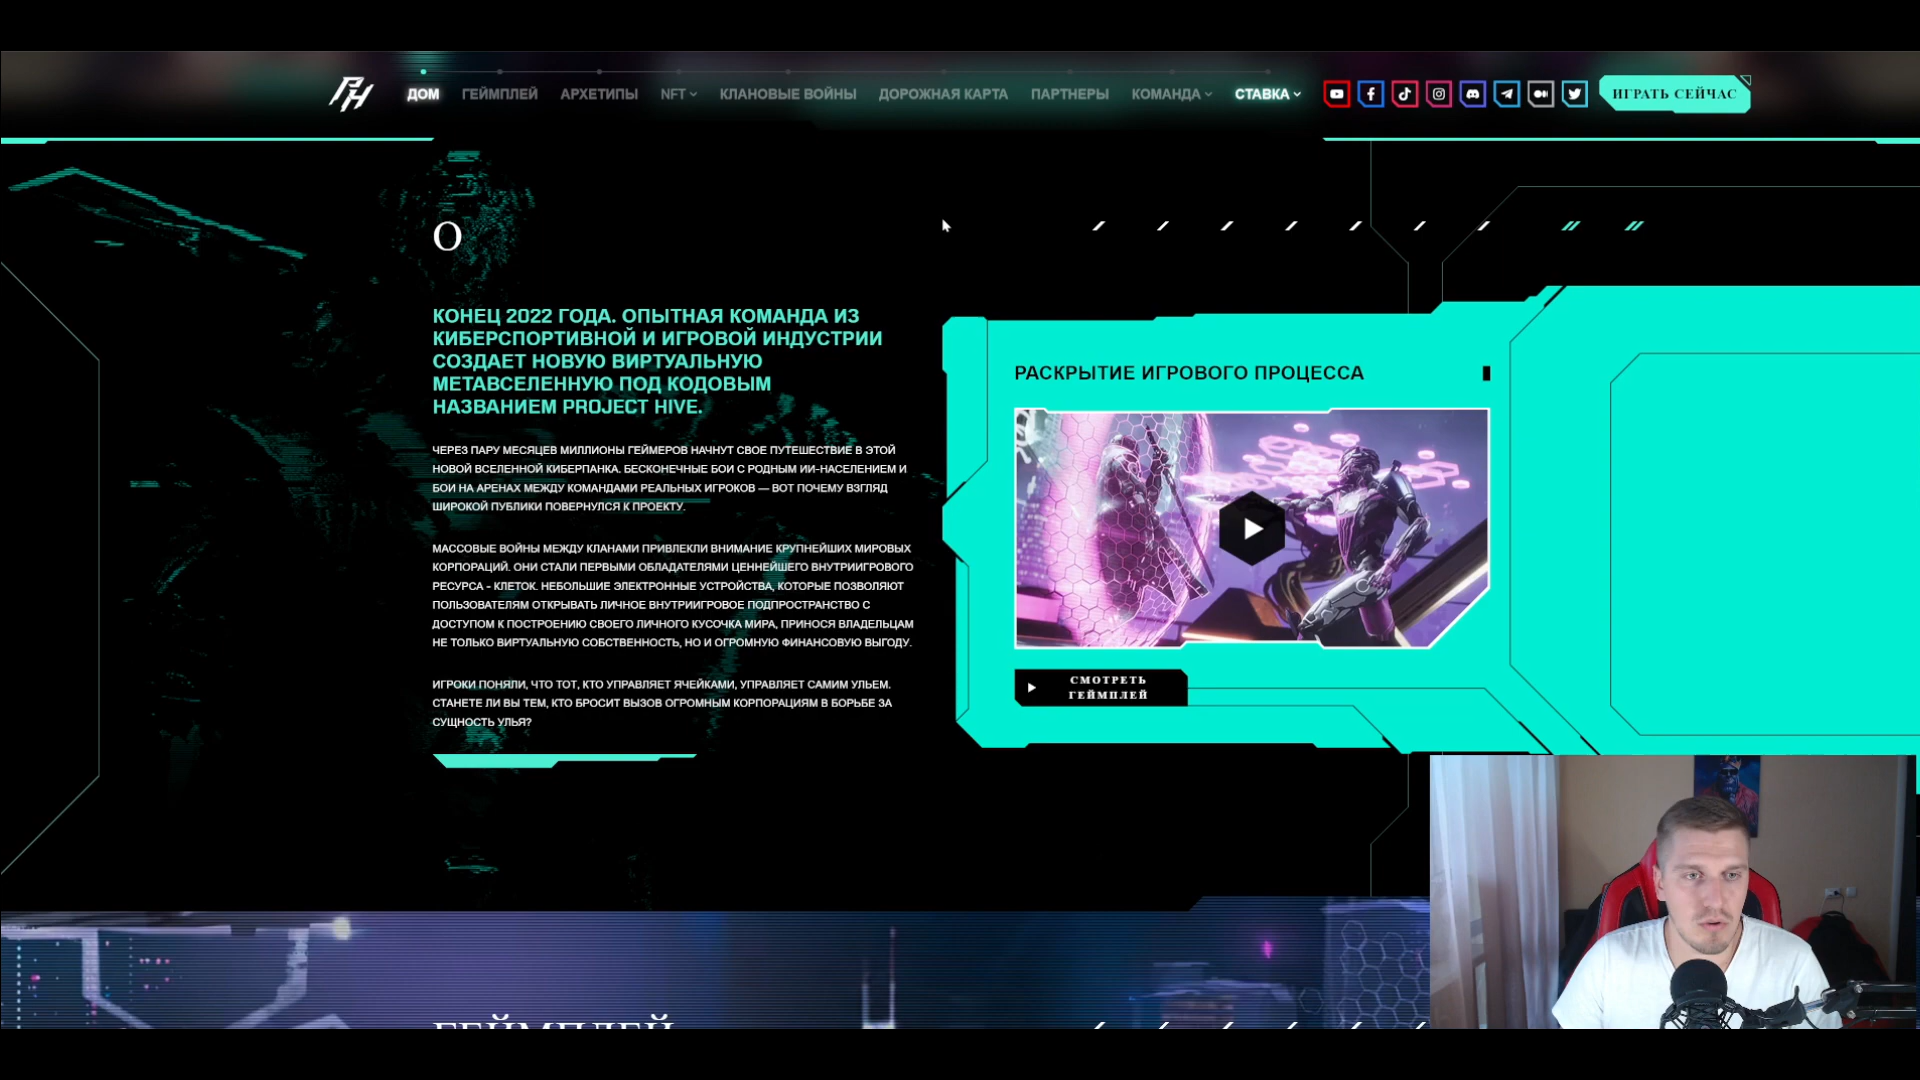 ДОМ ГЕЙМПЛЕЙ АРХЕТИПЫ NFT КЛАНОВЫЕ ВОЙНЫ ДОРОЖНАЯ КАРТА ПАРТНЕРЫ КОМАНДА СТАВКА ИГРАТЬ СЕЙЧАС
О
КОНЕЦ 2022 ГОДА. ОПЫТНАЯ КОМАНДА ИЗ
КИБЕРСПОРТИВНОЙ И ИГРОВОЙ ИНДУСТРИИ
СОЗДАЕТ НОВУЮ ВИРТУАЛЬНУЮ
МЕТАВСЕЛЕННУЮ ПОД КОДОВЫМ
НАЗВАНИЕМ PROJECT HIVE.
ЧЕРЕЗ ПАРУ МЕСЯЦЕВ МИЛЛИОНЫ ГЕЙМЕРОВ НАЧНУТ СВОЕ ПУТЕШЕСТВИЕ В ЭТОЙ
НОВОЙ ВСЕЛЕННОЙ КИБЕРПАНКА. БЕСКОНЕЧНЫЕ БОИ С РОДНЫМ ИИ-НАСЕЛЕНИЕМ И
БОИ НА АРЕНАХ МЕЖДУ КОМАНДАМИ РЕАЛЬНЫХ ИГРОКОВ — ВОТ ПОЧЕМУ ВЗГЛЯД
ШИРОКОЙ ПУБЛИКИ ПОВЕРНУЛСЯ К ПРОЕКТУ.
МАССОВЫЕ ВОЙНЫ МЕЖДУ КЛАНАМИ ПРИВЛЕКЛИ ВНИМАНИЕ КРУПНЕЙШИХ МИРОВЫХ
КОРПОРАЦИЙ. ОНИ СТАЛИ ПЕРВЫМИ ОБЛАДАТЕЛЯМИ ЦЕННЕЙШЕГО ВНУТРИИГРОВОГО
РЕСУРСА - КЛЕТОК. НЕБОЛЬШИЕ ЭЛЕКТРОННЫЕ УСТРОЙСТВА, КОТОРЫЕ ПОЗВОЛЯЮТ
ПОЛЬЗОВАТЕЛЯМ ОТКРЫВАТЬ ЛИЧНОЕ ВНУТРИИГРОВОЕ ПОДПРОСТРАНСТВО С
ДОСТУПОМ К ПОСТРОЕНИЮ СВОЕГО ЛИЧНОГО КУСОЧКА МИРА, ПРИНОСЯ ВЛАДЕЛЬЦАМ
НЕ ТОЛЬКО ВИРТУАЛЬНУЮ СОБСТВЕННОСТЬ, НО И ОГРОМНУЮ ФИНАНСОВУЮ ВЫГОДУ.
ИГРОКИ ПОНЯЛИ, ЧТО ТОТ, КТО УПРАВЛЯЕТ ЯЧЕЙКАМИ, УПРАВЛЯЕТ САМИМ УЛЬЕМ.
СТАНЕТЕ ЛИ ВЫ ТЕМ, КТО БРОСИТ ВЫЗОВ ОГРОМНЫМ КОРПОРАЦИЯМ В БОРЬБЕ ЗА
СУЩНОСТЬ УЛЬЯ?
РАСКРЫТИЕ ИГРОВОГО ПРОЦЕССА
СМОТРЕТЬ
ГЕЙМПЛЕЙ
ГЕЙМПЛЕЙ